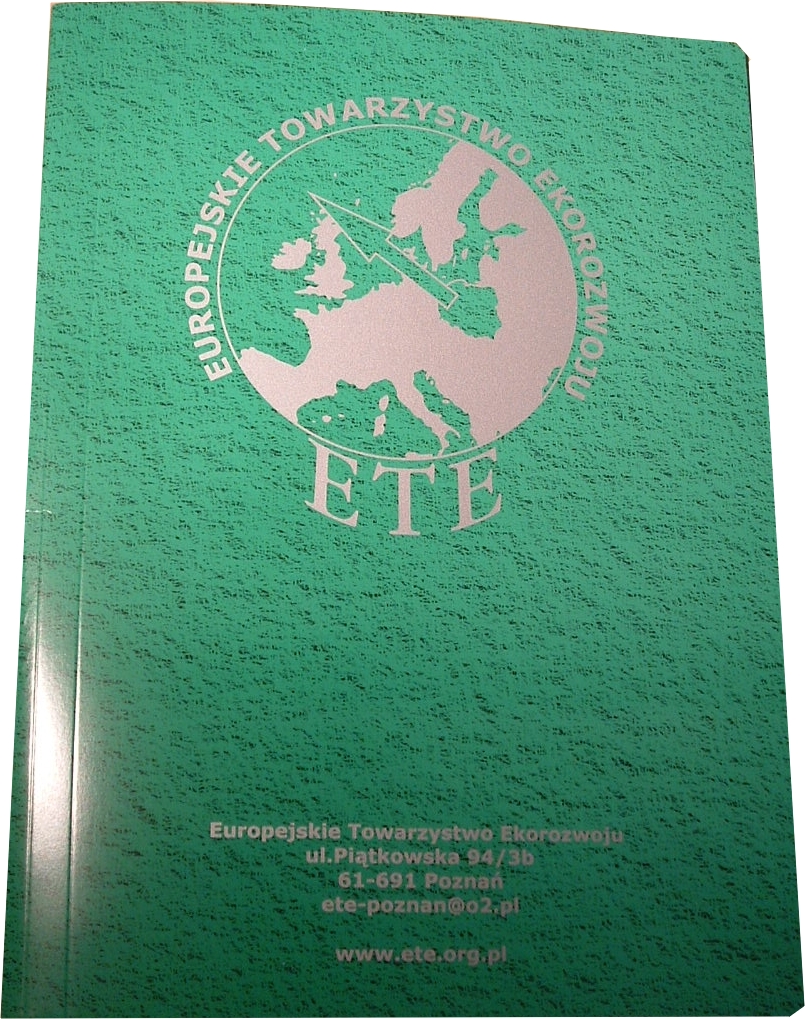 EUROPEJSKIE TOWARZYSTWO EKOROZWOJU
ETE
Europejskie Towarzystwo Ekorozwoju
ul.Piątkowska 94/3b
61-691 Poznań
ete-poznan@o2.pl
www.ete.org.pl